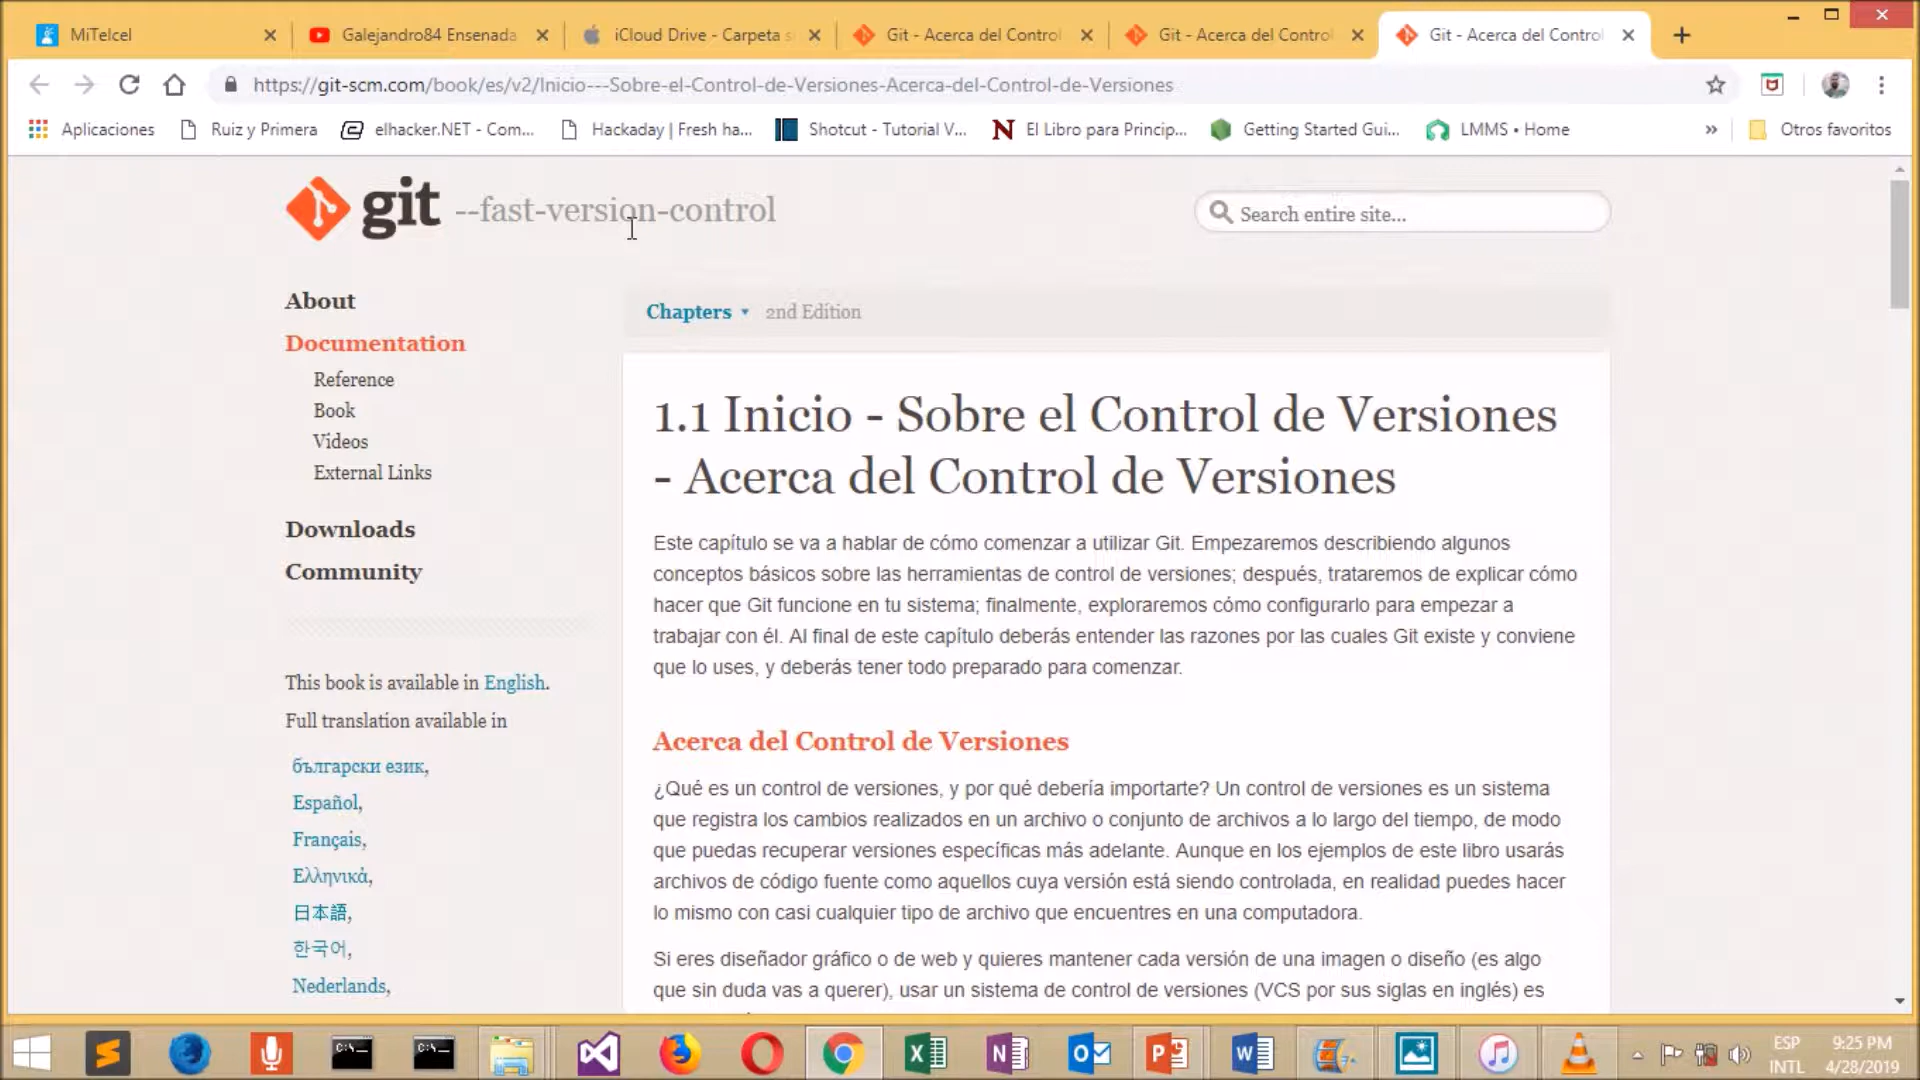 MiTelcel
Galejandro84 Ensenada
iCloud Drive - Carpeta s
Git - Acerca del Control
Git - Acerca del Control
Git - Acerca del Control
https://git-scm.com/book/es/v2/Inicio---Sobre-el-Control-de-Versiones-Acerca-del-Control-de-Versiones
Aplicaciones
Ruiz y Primera
elhacker.NET - Com...
Hackaday | Fresh ha...
Shotcut - Tutorial V...
El Libro para Princip...
Getting Started Gui...
LMMS • Home
»
Otros favoritos
git --fast-version-control
Search entire site...
About
Documentation
Reference
Book
Videos
External Links
Downloads
Community
This book is available in English.
Full translation available in
български език,
Español,
Français,
Ελληνικά,
日本語,
한국어,
Nederlands,
Chapters ▾ 2nd Edition
1.1 Inicio - Sobre el Control de Versiones
- Acerca del Control de Versiones
Este capítulo se va a hablar de cómo comenzar a utilizar Git. Empezaremos describiendo algunos
conceptos básicos sobre las herramientas de control de versiones; después, trataremos de explicar cómo
hacer que Git funcione en tu sistema; finalmente, exploraremos cómo configurarlo para empezar a
trabajar con él. Al final de este capítulo deberás entender las razones por las cuales Git existe y conviene
que lo uses, y deberás tener todo preparado para comenzar.
Acerca del Control de Versiones
¿Qué es un control de versiones, y por qué debería importarte? Un control de versiones es un sistema
que registra los cambios realizados en un archivo o conjunto de archivos a lo largo del tiempo, de modo
que puedas recuperar versiones específicas más adelante. Aunque en los ejemplos de este libro usarás
archivos de código fuente como aquellos cuya versión está siendo controlada, en realidad puedes hacer
lo mismo con casi cualquier tipo de archivo que encuentres en una computadora.
Si eres diseñador gráfico o de web y quieres mantener cada versión de una imagen o diseño (es algo
que sin duda vas a querer), usar un sistema de control de versiones (VCS por sus siglas en inglés) es
ESP
INTL
9:25 PM
4/28/2019